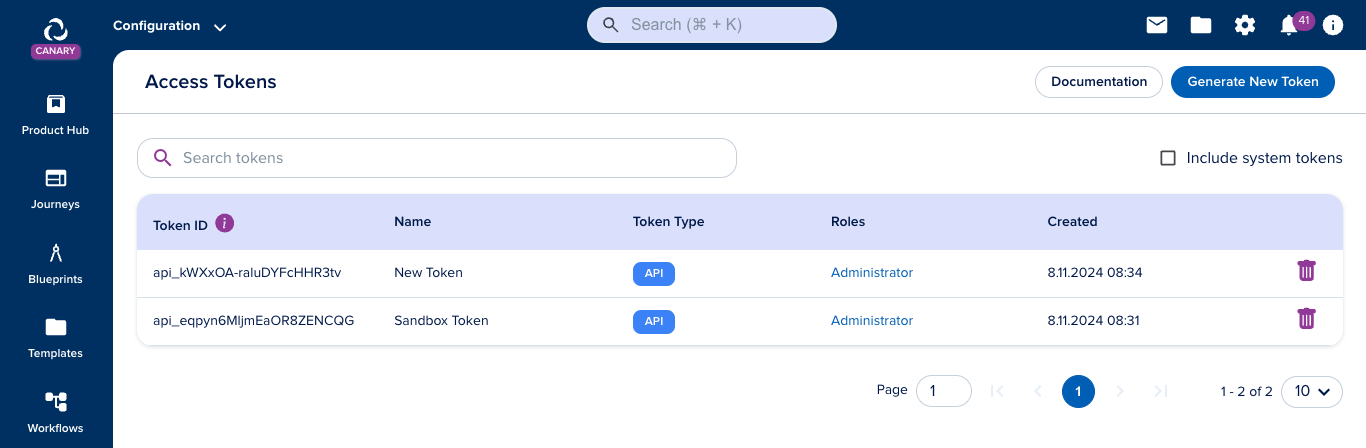 Configuration
Search (⌘ + K)
41
CANARY
Product Hub
Journeys
Blueprints
Templates
Workflows
Access Tokens
Documentation
Generate New Token
Search tokens
Include system tokens
Token ID i Name Token Type Roles Created
api_kWXxOA-raluDYFcHHR3tv New Token API Administrator 8.11.2024 08:34
api_eqpyn6MljmEaOR8ZENCQG Sandbox Token API Administrator 8.11.2024 08:31
Page 1 1 1 - 2 of 2 10